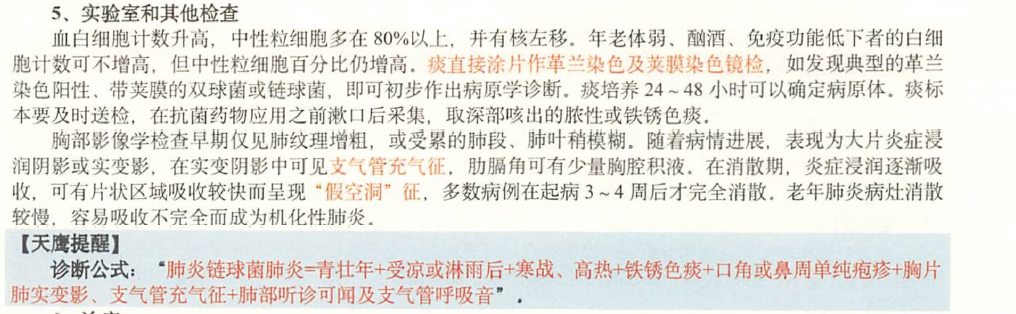 5、实验室和其他检查
血白细胞计数升高，中性粒细胞多在 80%以上，并有核左移。年老体弱、酗酒、免疫功能低下者的白细
胞计数可不增高，但中性粒细胞百分比仍增高。痰直接涂片作革兰染色及荚膜染色镜检，如发现典型的革兰
染色阳性、带荚膜的双球菌或链球菌，即可初步作出病原学诊断。痰培养 24～48 小时可以确定病原体。痰标
本要及时送检，在抗菌药物应用之前漱口后采集，取深部咳出的脓性或铁锈色痰。
胸部影像学检查早期仅见肺纹理增粗，或受累的肺段、肺叶稍模糊。随着病情进展，表现为大片炎症浸
润阴影或实变影，在实变阴影中可见支气管充气征，肋膈角可有少量胸腔积液。在消散期，炎症浸润逐渐吸
收，可有片状区域吸收较快而呈现“假空洞”征，多数病例在起病 3～4 周后才完全消散。老年肺炎病灶消散
较慢，容易吸收不完全而成为机化性肺炎。
【天鹰提醒】
诊断公式：“肺炎链球菌肺炎=青壮年+受凉或淋雨后+寒战、高热+铁锈色痰+口角或鼻周单纯疱疹+胸片
肺实变影、支气管充气征+肺部听诊可闻及支气管呼吸音”．